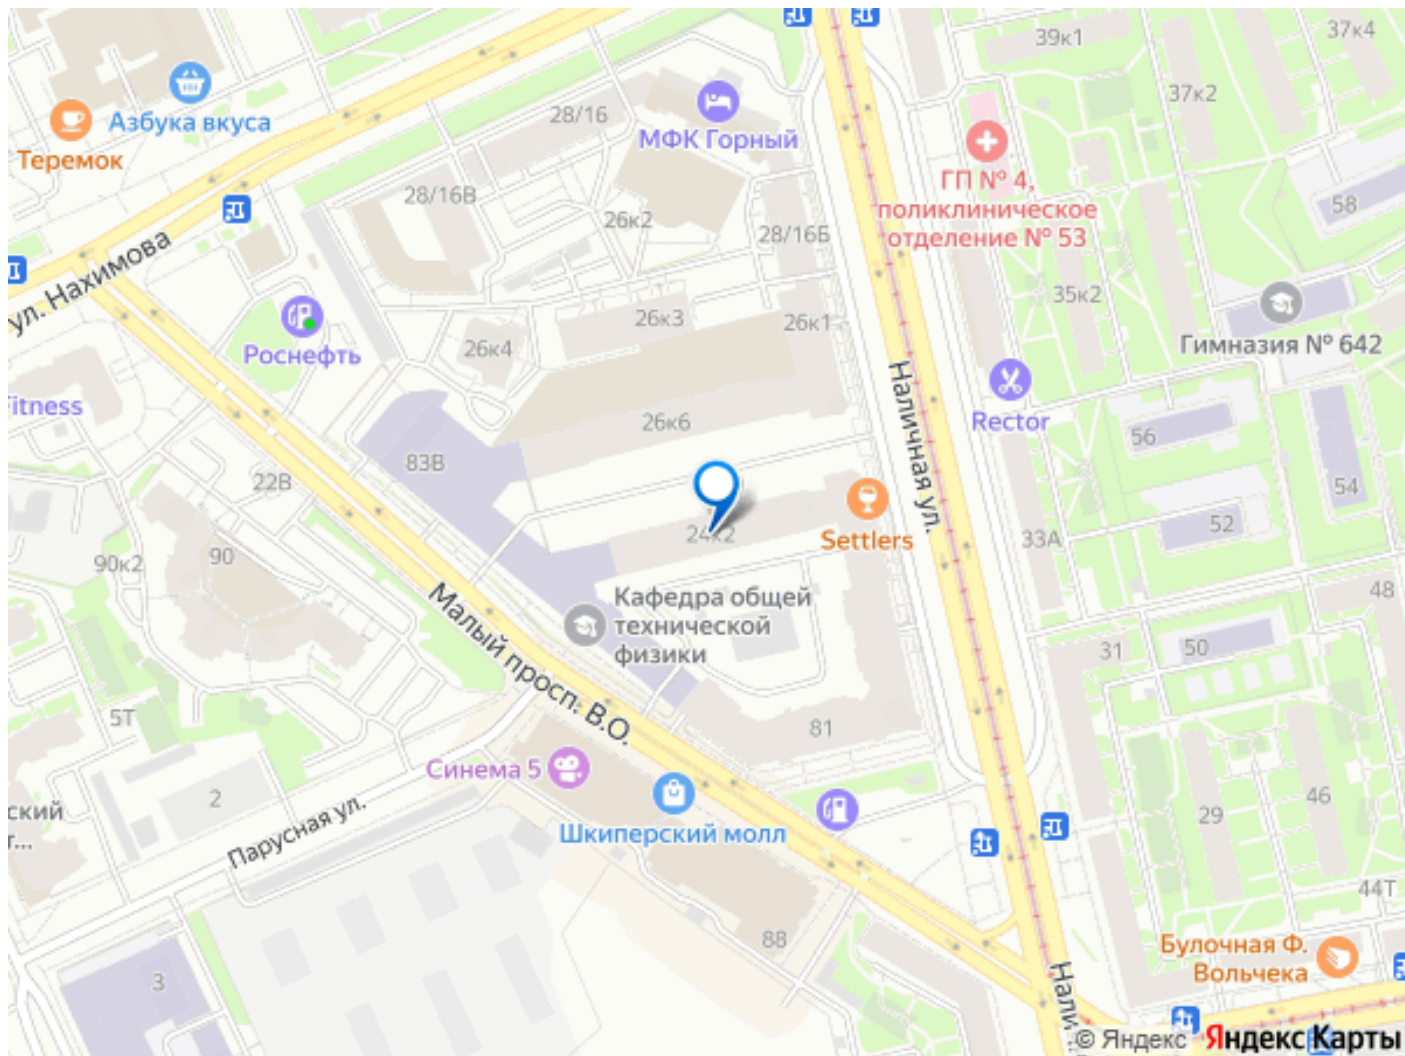 39к1
37к4
37к2
Азбука вкуса
Теремок
28/16
МФК Горный
ГП № 4,
поликлиническое
отделение № 53
58
28/16В
26к2
28/16Б
ул. Нахимова
35к2
Роснефть
26к3
26к1
26к4
Гимназия № 642
Fitness
Наличная ул.
Rector
26к6
56
83В
22В
54
52
24к2
Settlers
33А
90к2
90
48
Кафедра общей
технической
физики
Малый просп. В.О.
31
50
5Т
81
Синема 5
2
ский
т...
Парусная ул.
Шкиперский молл
29
46
44Т
88
Булочная Ф.
Вольчека
3
Нали
© Яндекс
Яндекс Карты